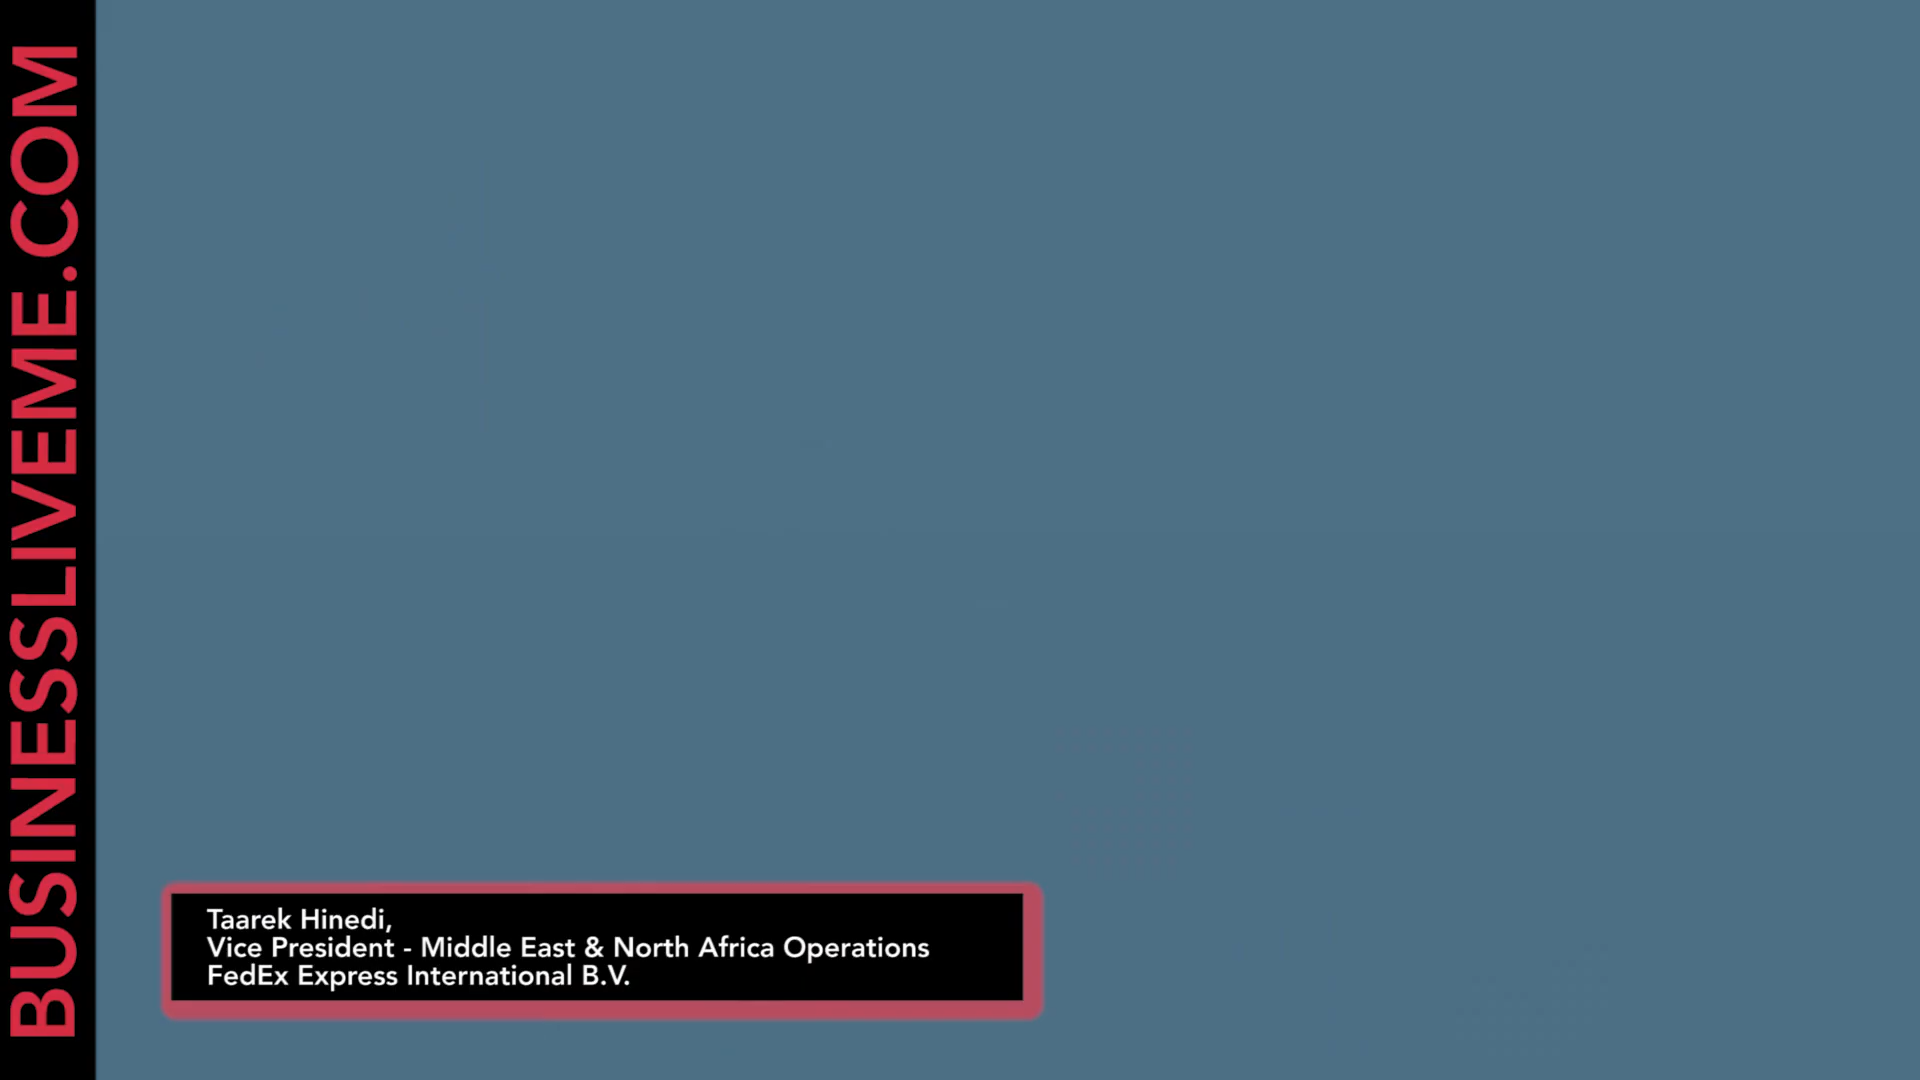 BUSINESSLIVEME.COM
Taarek Hinedi,
Vice President - Middle East & North Africa Operations
FedEx Express International B.V.